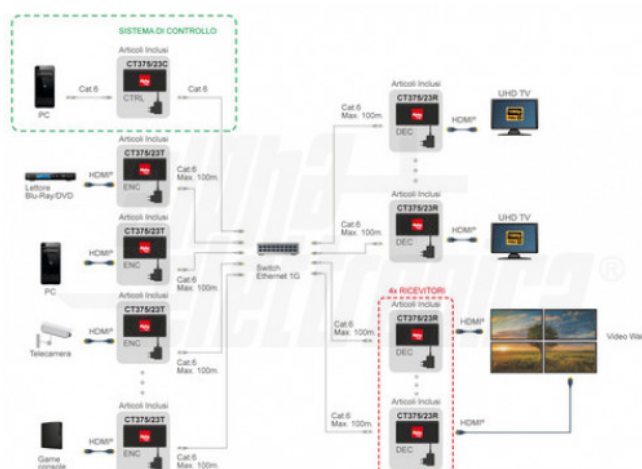 SISTEMA DI CONTROLLO
Articoli Inclusi
CT375/23C
CTRL
Cat.6
Cat.6
PC
Articoli Inclusi
CT375/23T
ENC
HDMI®
Cat.6
Max. 100m.
Lettore
Blu-Ray/DVD
Articoli Inclusi
CT375/23T
ENC
HDMI®
Cat.6
Max. 100m.
PC
Articoli Inclusi
CT375/23T
ENC
HDMI®
Cat.6
Max. 100m.
Telecamera
Articoli Inclusi
CT375/23T
ENC
HDMI®
Cat.6
Max. 100m.
Game
console
Switch
Ethernet 1G
Articoli Inclusi
CT375/23R
DEC
Cat.6
Max. 100m.
HDMI®
UHD TV
Articoli Inclusi
CT375/23R
DEC
Cat.6
Max. 100m.
HDMI®
UHD TV
4x RICEVITORI
Articoli Inclusi
CT375/23R
DEC
Cat.6
Max. 100m.
HDMI®
Video Wal
Articoli Inclusi
CT375/23R
DEC
Cat.6
Max. 100m.
HDMI®
elettronica®